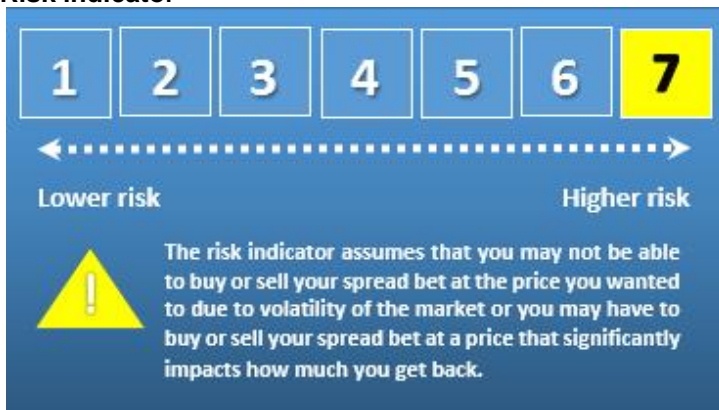 Risk Indicator
1 2 3 4 5 6 7
Lower risk Higher risk
!
The risk indicator assumes that you may not be able
to buy or sell your spread bet at the price you wanted
to due to volatility of the market or you may have to
buy or sell your spread bet at a price that significantly
impacts how much you get back.